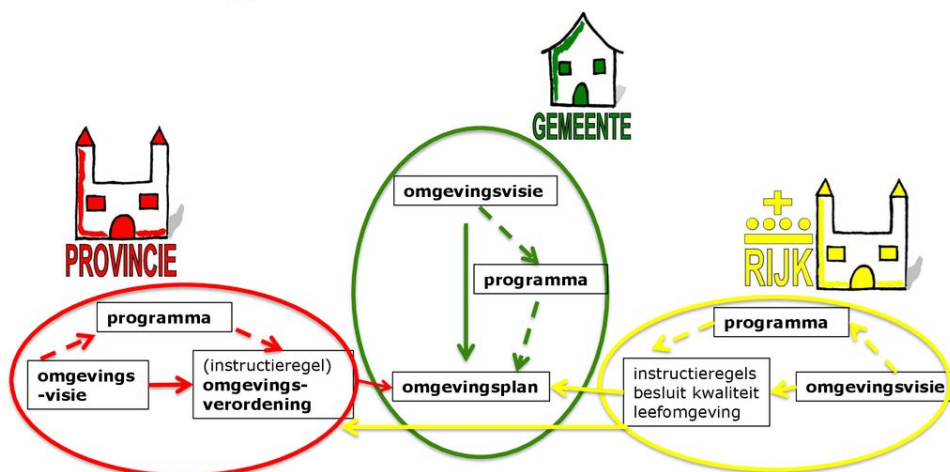 GEMEENTE
PROVINCIE
RIJK
omgevingsvisie
programma
omgevingsplan
programma
omgevings
-visie
(instructieregel)
omgevings-
verordening
programma
instructieregels
besluit kwaliteit
leefomgeving
omgevingsvisie